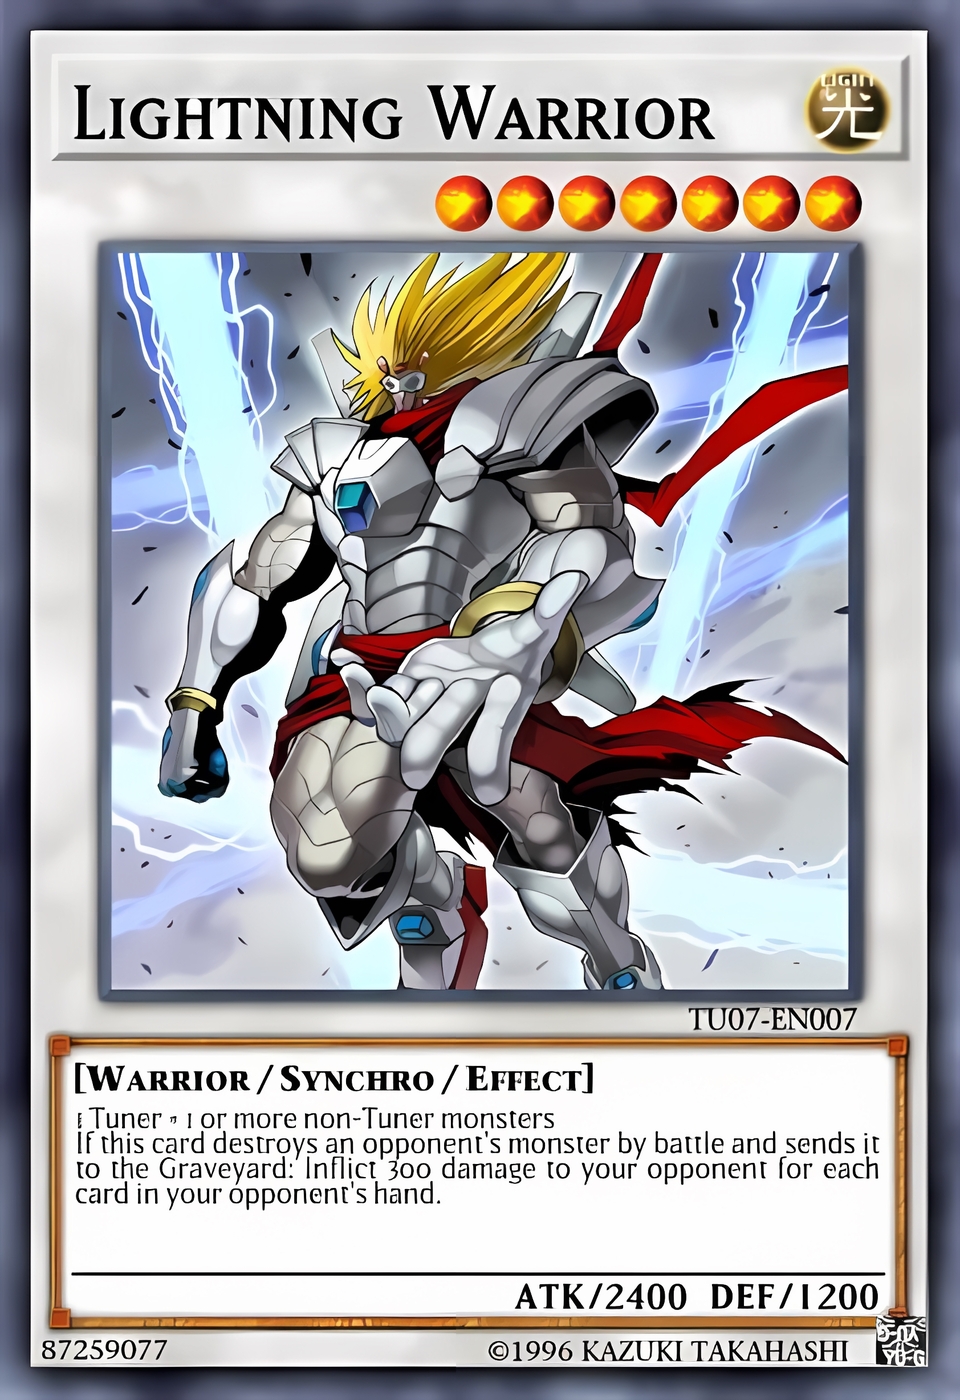 LIGHTNING WARRIOR
光
TU07-EN007
[WARRIOR / SYNCHRO / EFFECT]
1 Tuner + 1 or more non-Tuner monsters
If this card destroys an opponent's monster by battle and sends it
to the Graveyard: Inflict 300 damage to your opponent for each
card in your opponent's hand.
ATK/2400 DEF/1200
87259077
©1996 KAZUKI TAKAHASHI